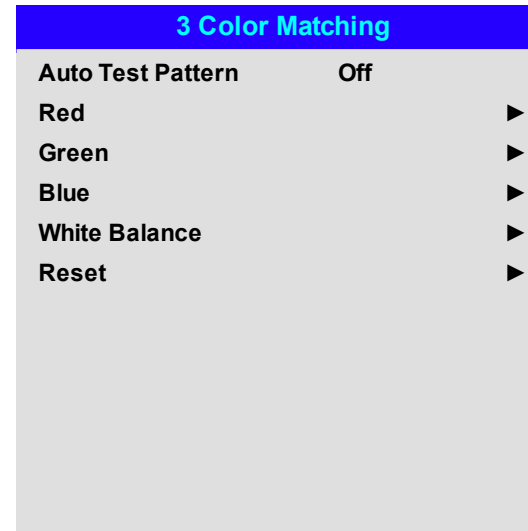 3 Color Matching
Auto Test Pattern Off
Red ►
Green ►
Blue ►
White Balance ►
Reset ►